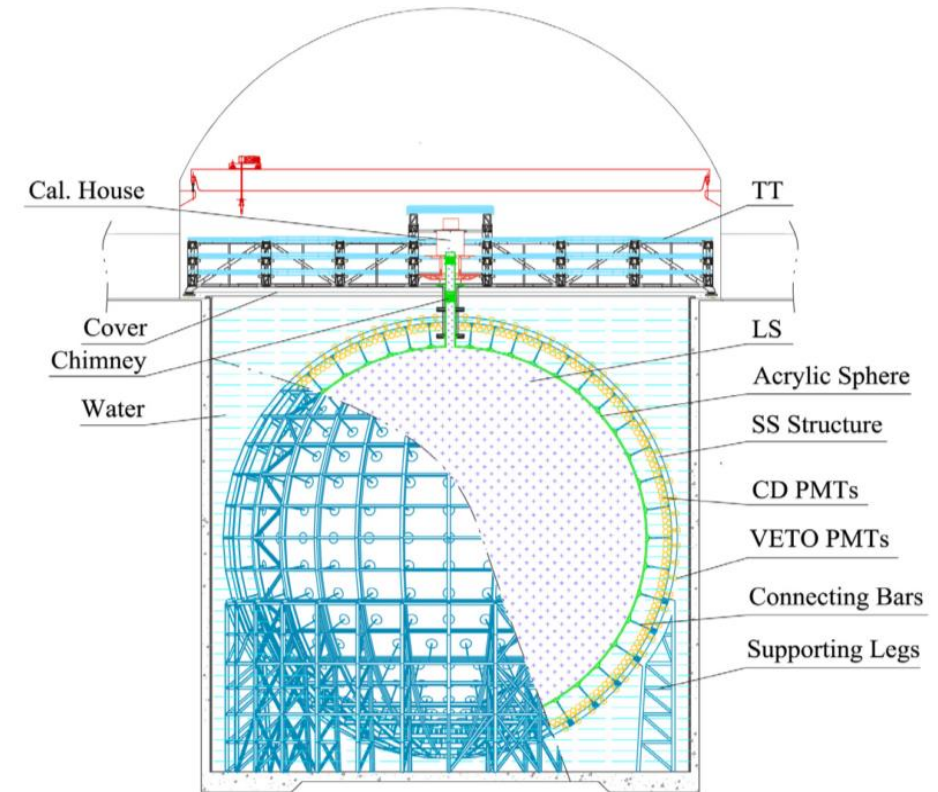 Cal. House
TT
Cover
Chimney
Water
LS
Acrylic Sphere
SS Structure
CD PMTs
VETO PMTs
Connecting Bars
Supporting Legs